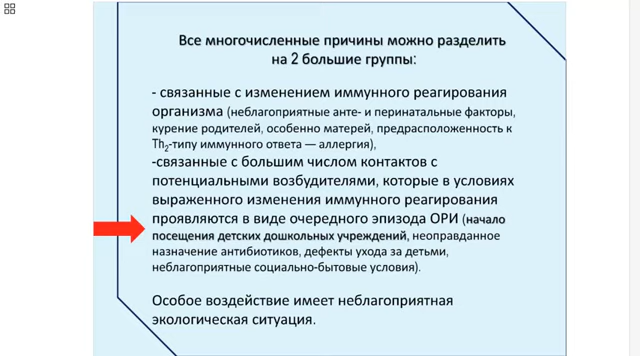 Все многочисленные причины можно разделить
на 2 большие группы:
- связанные с изменением иммунного реагирования
организма (неблагоприятные анте- и перинатальные факторы,
курение родителей, особенно матерей, предрасположенность к
Th2-типу иммунного ответа — аллергия),
-связанные с большим числом контактов с
потенциальными возбудителями, которые в условиях
выраженного изменения иммунного реагирования
проявляются в виде очередного эпизода ОРИ (начало
посещения детских дошкольных учреждений, неоправданное
назначение антибиотиков, дефекты ухода за детьми,
неблагоприятные социально-бытовые условия).
Особое воздействие имеет неблагоприятная
экологическая ситуация.